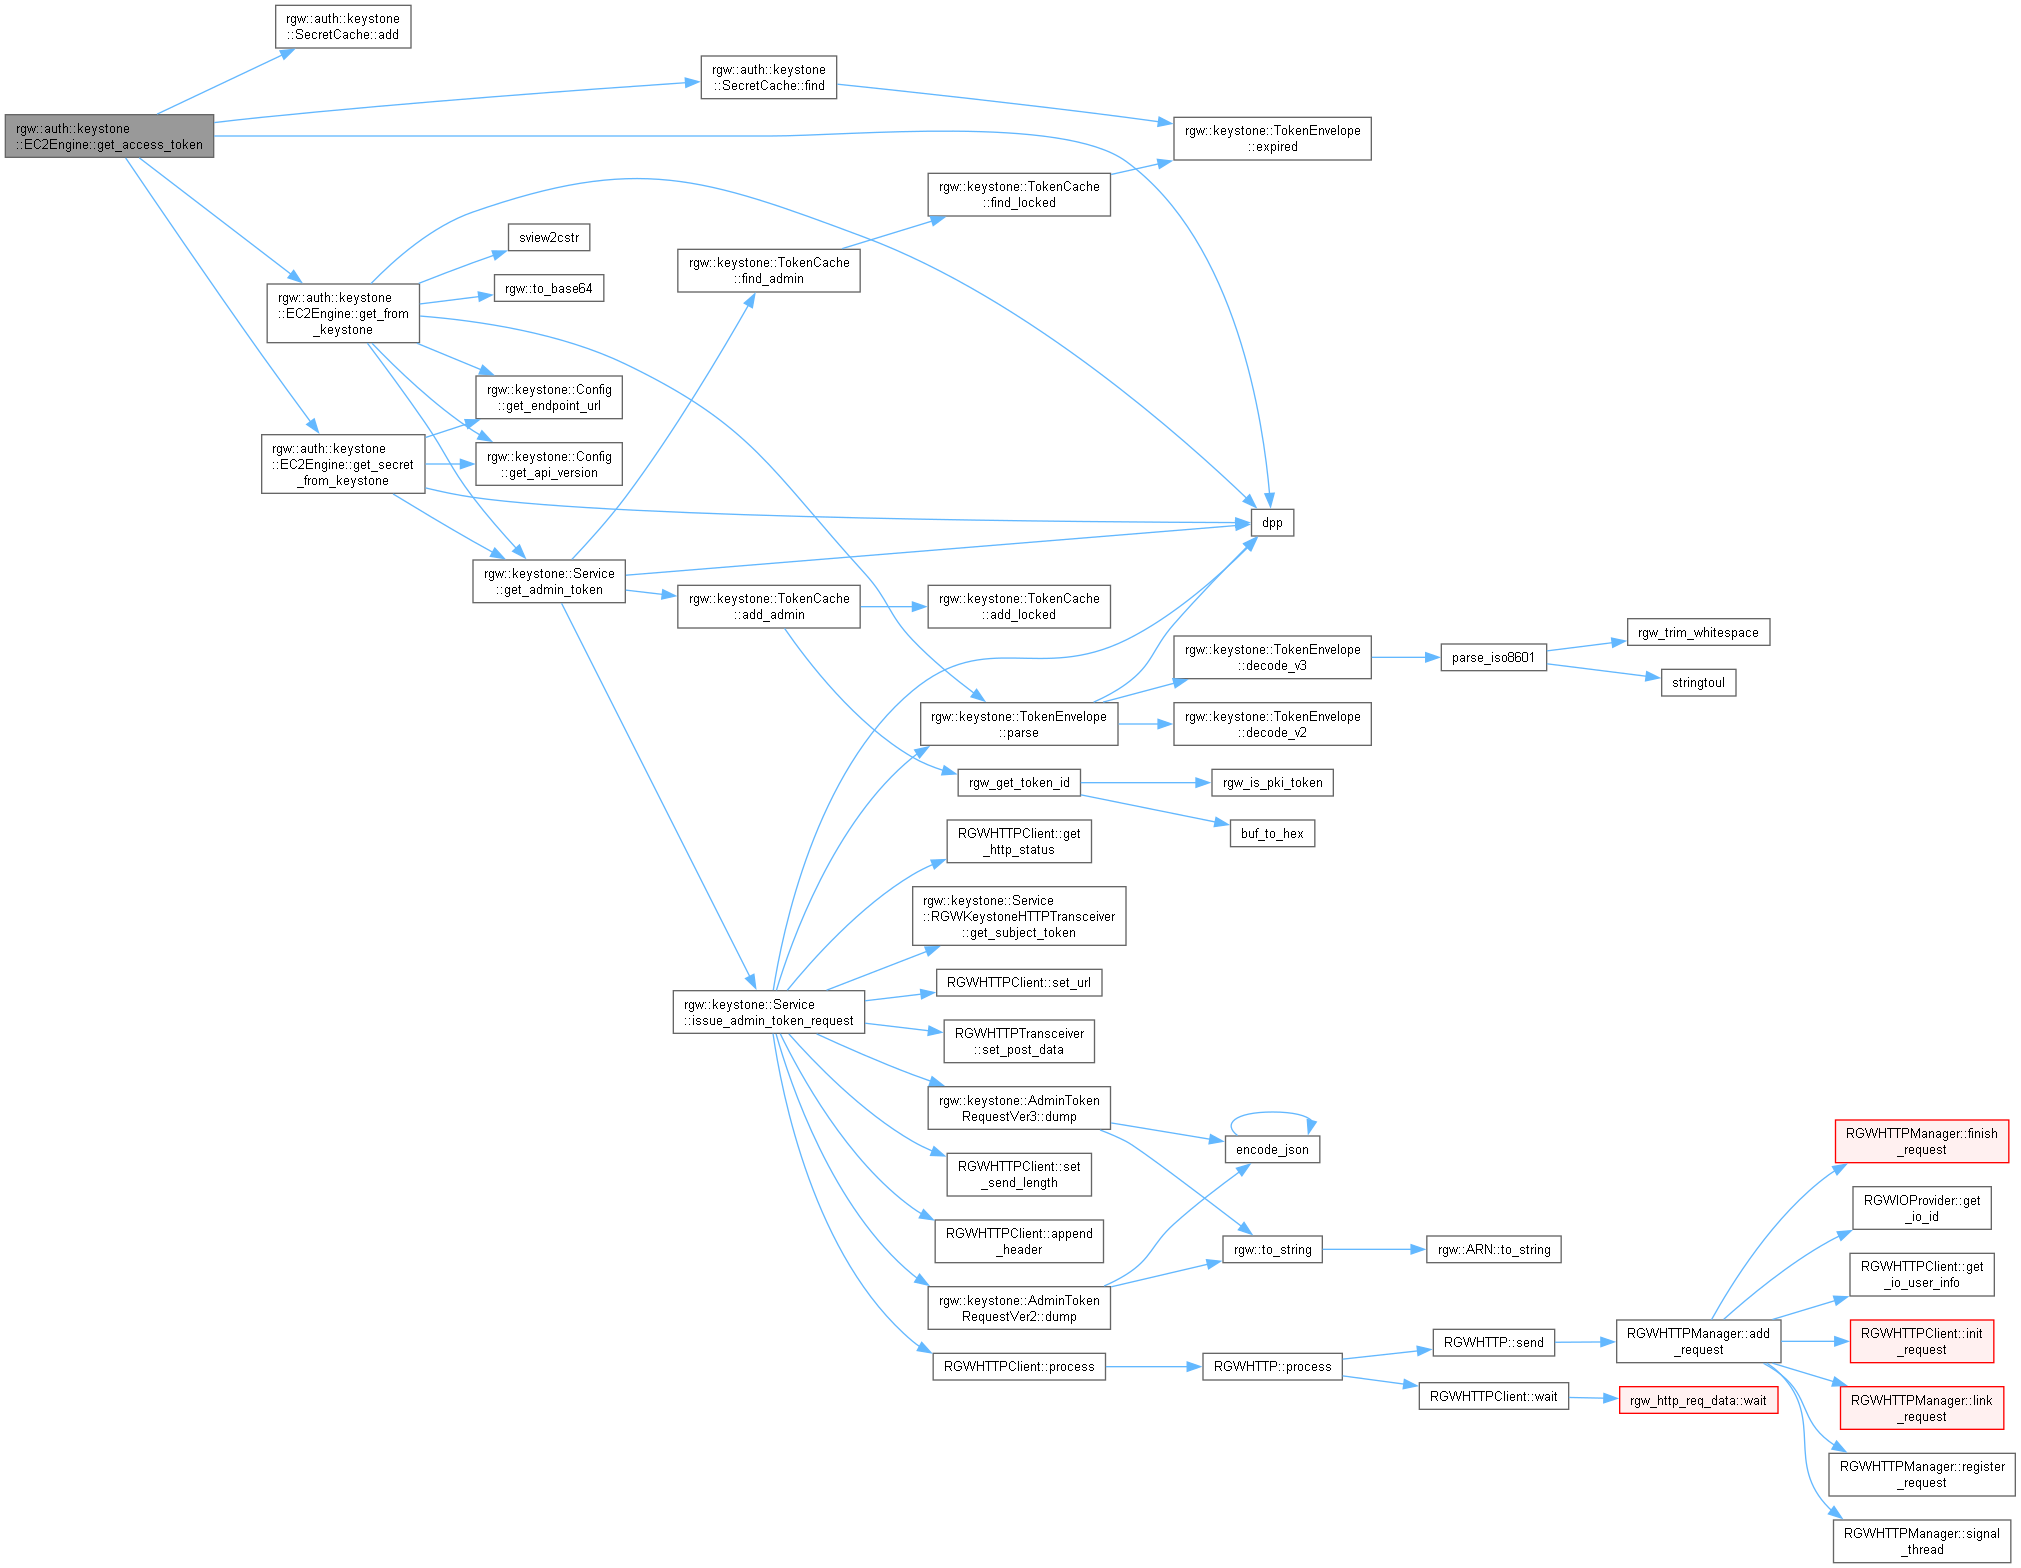 rgw::auth::keystone
::SecretCache::add
rgw::auth::keystone
::SecretCache::find
rgw::auth::keystone
::EC2Engine::get_access_token
rgw::keystone::TokenEnvelope
::expired
rgw::keystone::TokenCache
::find_locked
sview2cstr
rgw::keystone::TokenCache
::find_admin
rgw::to_base64
rgw::auth::keystone
::EC2Engine::get_from
_keystone
rgw::keystone::Config
::get_endpoint_url
rgw::auth::keystone
::EC2Engine::get_secret
_from_keystone
rgw::keystone::Config
::get_api_version
dpp
rgw::keystone::Service
::get_admin_token
rgw::keystone::TokenCache
::add_admin
rgw::keystone::TokenCache
::add_locked
rgw_trim_whitespace
rgw::keystone::TokenEnvelope
::decode_v3
parse_iso8601
stringtoul
rgw::keystone::TokenEnvelope
::parse
rgw::keystone::TokenEnvelope
::decode_v2
rgw_get_token_id
rgw_is_pki_token
buf_to_hex
RGWHTTPClient::get
_http_status
rgw::keystone::Service
::RGWKeystoneHTTPTransceiver
::get_subject_token
RGWHTTPClient::set_url
rgw::keystone::Service
::issue_admin_token_request
RGWHTTPTransceiver
::set_post_data
rgw::keystone::AdminToken
RequestVer3::dump
encode_json
RGWHTTPManager::finish
_request
RGWHTTPClient::set
_send_length
RGWIOProvider::get
_io_id
RGWHTTPClient::append
_header
rgw::to_string
rgw::ARN::to_string
RGWHTTPClient::get
_io_user_info
rgw::keystone::AdminToken
RequestVer2::dump
RGWHTTP::send
RGWHTTPManager::add
_request
RGWHTTPClient::init
_request
RGWHTTPClient::process
RGWHTTP::process
RGWHTTPClient::wait
rgw_http_req_data::wait
RGWHTTPManager::link
_request
RGWHTTPManager::register
_request
RGWHTTPManager::signal
_thread